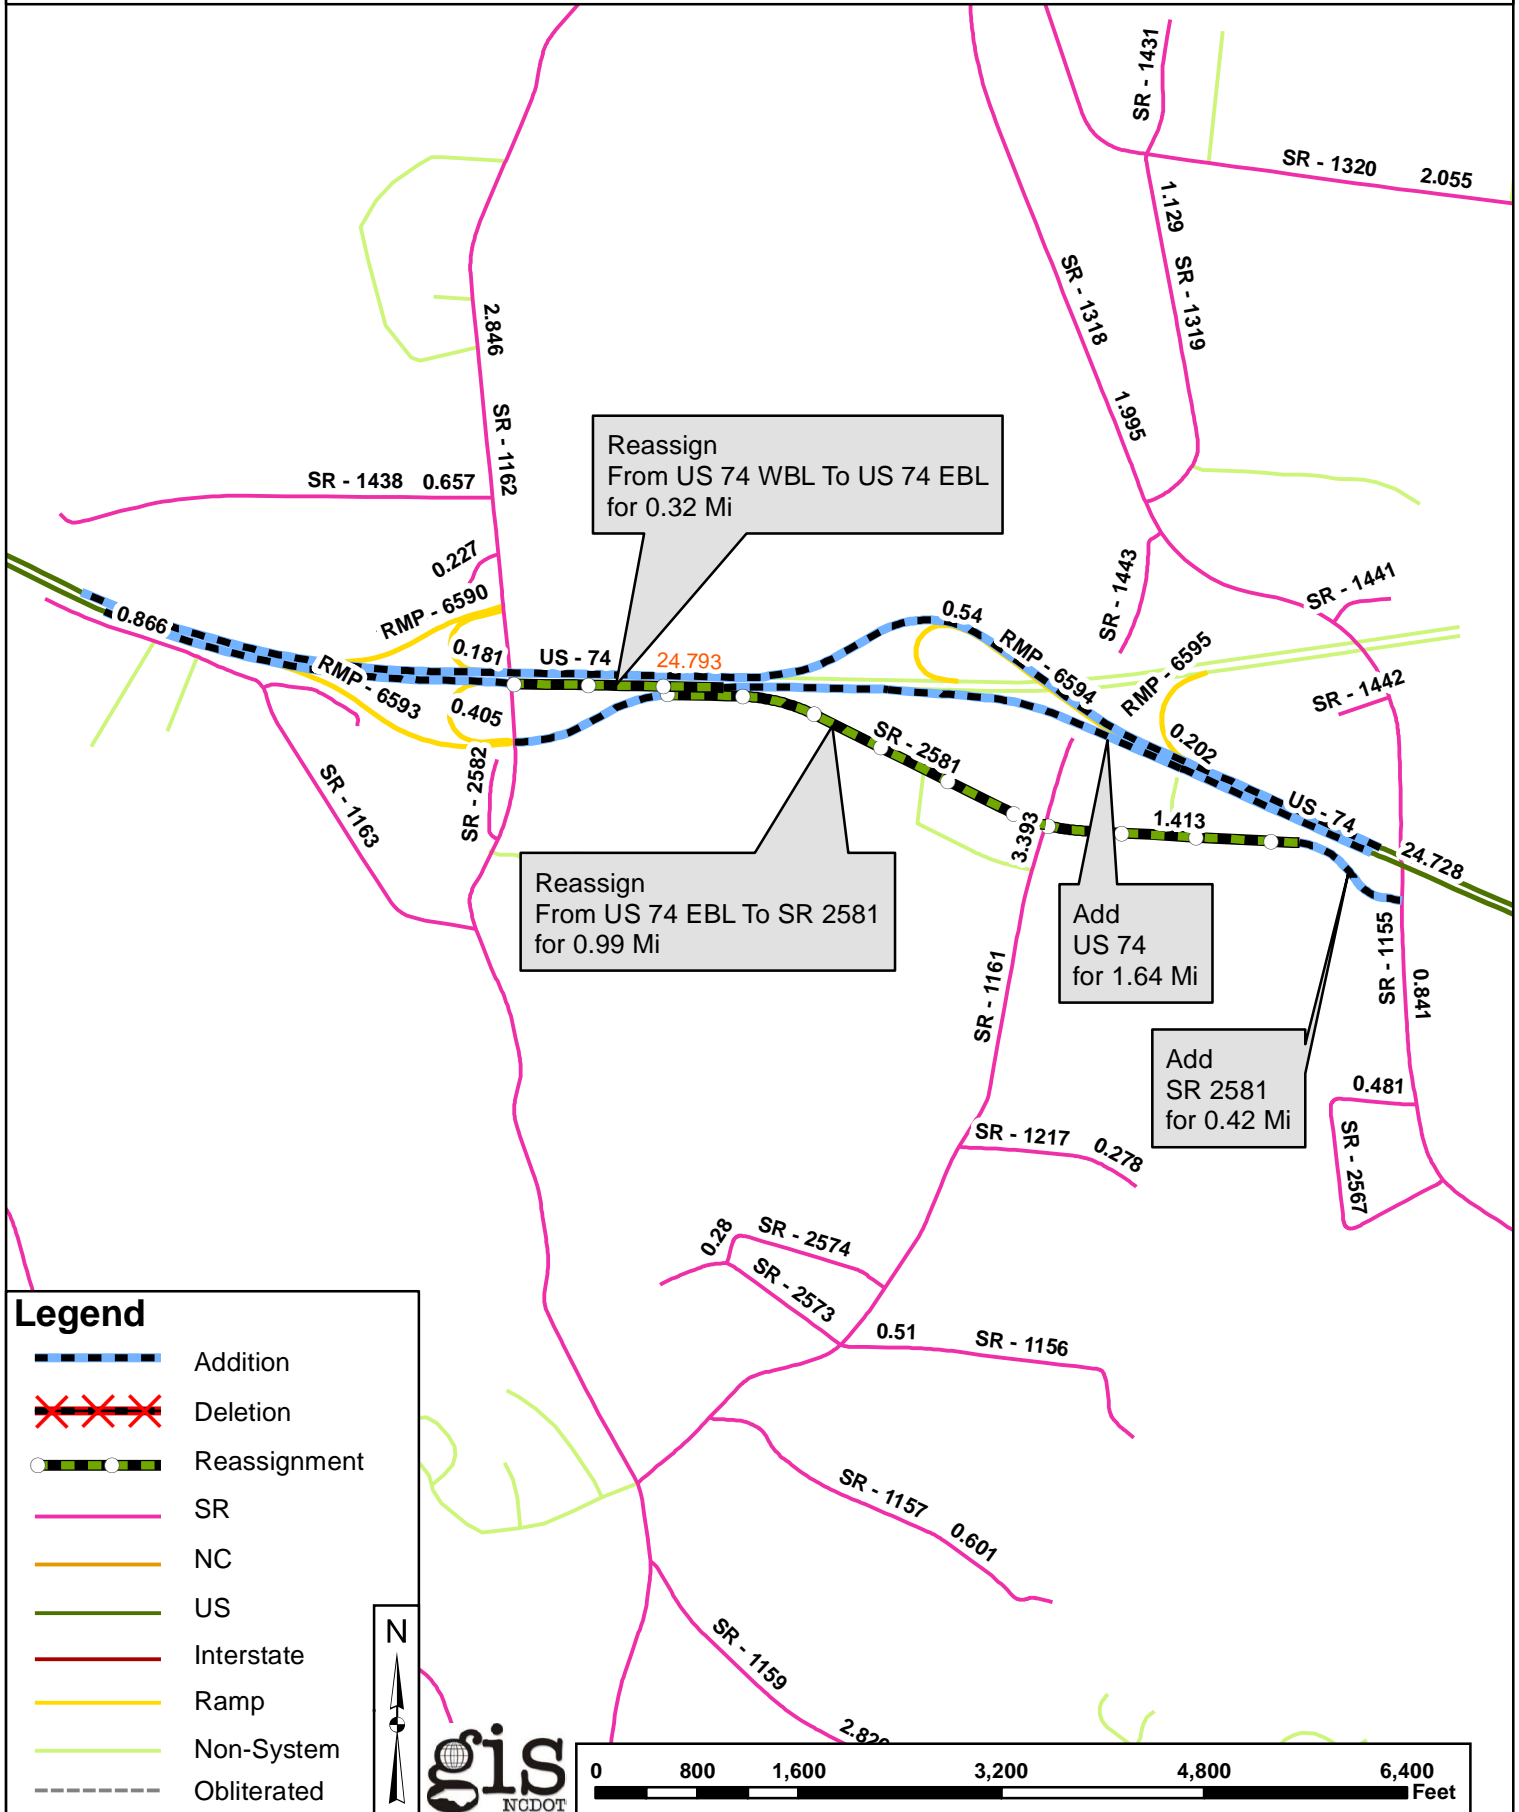 SR - 1431
SR - 1320 2.055
1.129 SR - 1319
SR - 1318
1.995
2.846
SR - 1162
SR - 1438 0.657
0.227
RMP - 6590
0.866
0.181
US - 74
24.793
RMP - 6593
0.405
SR - 2582
SR - 1163
Reassign
From US 74 WBL To US 74 EBL
for 0.32 Mi
0.54
RMP - 6594
SR - 1443
SR - 1441
RMP - 6595
SR - 1442
0.202
US - 74
24.728
SR - 2581
3.393
1.413
Reassign
From US 74 EBL To SR 2581
for 0.99 Mi
Add
US 74
for 1.64 Mi
SR - 1155
0.841
SR - 1161
Add
SR 2581
for 0.42 Mi
0.481
SR - 2567
SR - 1217 0.278
0.28
SR - 2574
SR - 2573
0.51 SR - 1156
SR - 1157
0.601
SR - 1159
Legend
Addition
Deletion
Reassignment
SR
NC
US
Interstate
Ramp
Non-System
Obliterated
N
gis
NCDOT
0 800 1,600 3,200 4,800 6,400
Feet